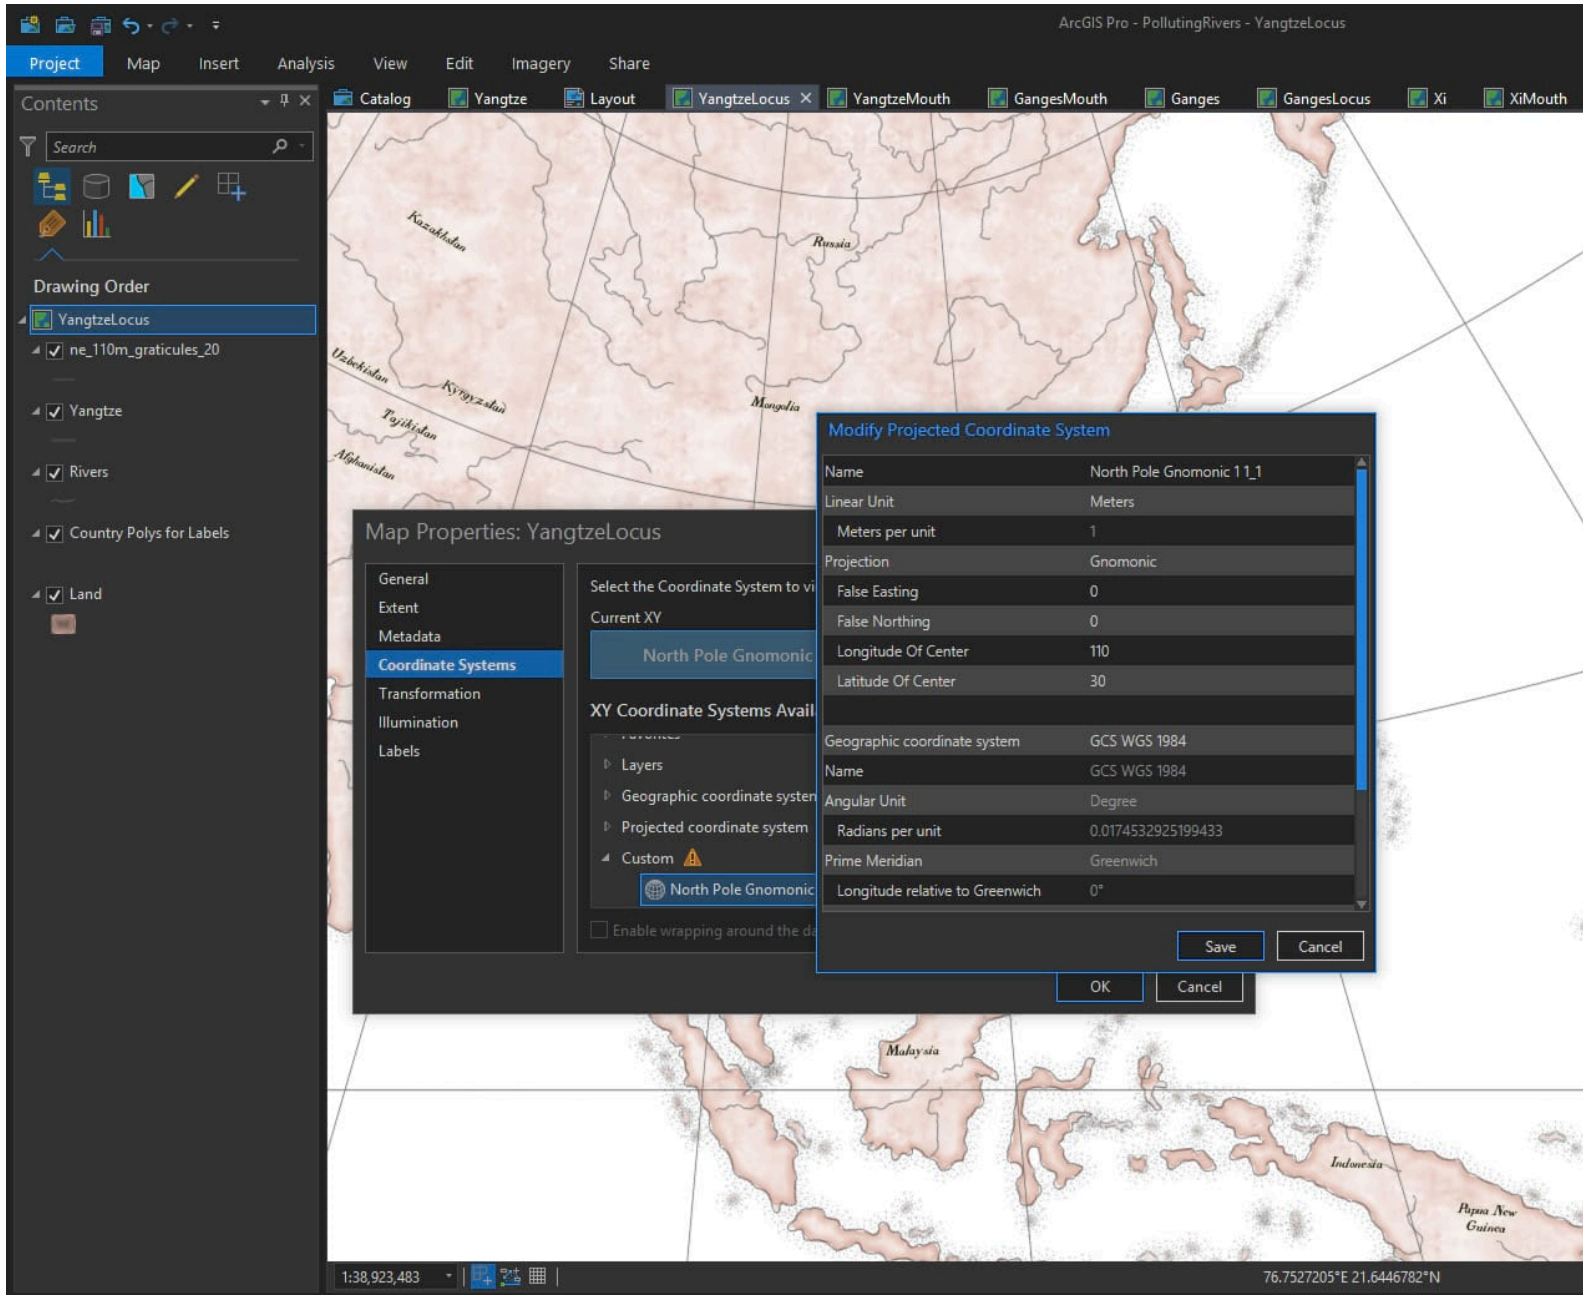 ArcGIS Pro - PollutingRivers - YangtzeLocus
Project Map Insert Analysis View Edit Imagery Share
Contents
Catalog Yangtze Layout YangtzeLocus YangtzeMouth GangesMouth Ganges GangesLocus Xi XiMouth
Search
Drawing Order
YangtzeLocus
ne_110m_graticules_20
Yangtze
Rivers
Country Polys for Labels
Land
Kazakhstan
Russia
Uzbekistan
Kyrgyzstan
Mongolia
Tajikistan
Afghanistan
Map Properties: YangtzeLocus
General
Extent
Metadata
Coordinate Systems
Transformation
Illumination
Labels
Select the Coordinate System to vi
Current XY
North Pole Gnomonic
XY Coordinate Systems Avail
Layers
Geographic coordinate system
Projected coordinate system
Custom
North Pole Gnomonic
Enable wrapping around the da
OK Cancel
Modify Projected Coordinate System
Name North Pole Gnomonic 11_1
Linear Unit Meters
Meters per unit 1
Projection Gnomonic
False Easting 0
False Northing 0
Longitude Of Center 110
Latitude Of Center 30
Geographic coordinate system GCS WGS 1984
Name GCS WGS 1984
Angular Unit Degree
Radians per unit 0.0174532925199433
Prime Meridian Greenwich
Longitude relative to Greenwich 0°
Save Cancel
Malaysia
Indonesia
Papua New
Guinea
1:38,923,483
76.7527205°E 21.6446782°N